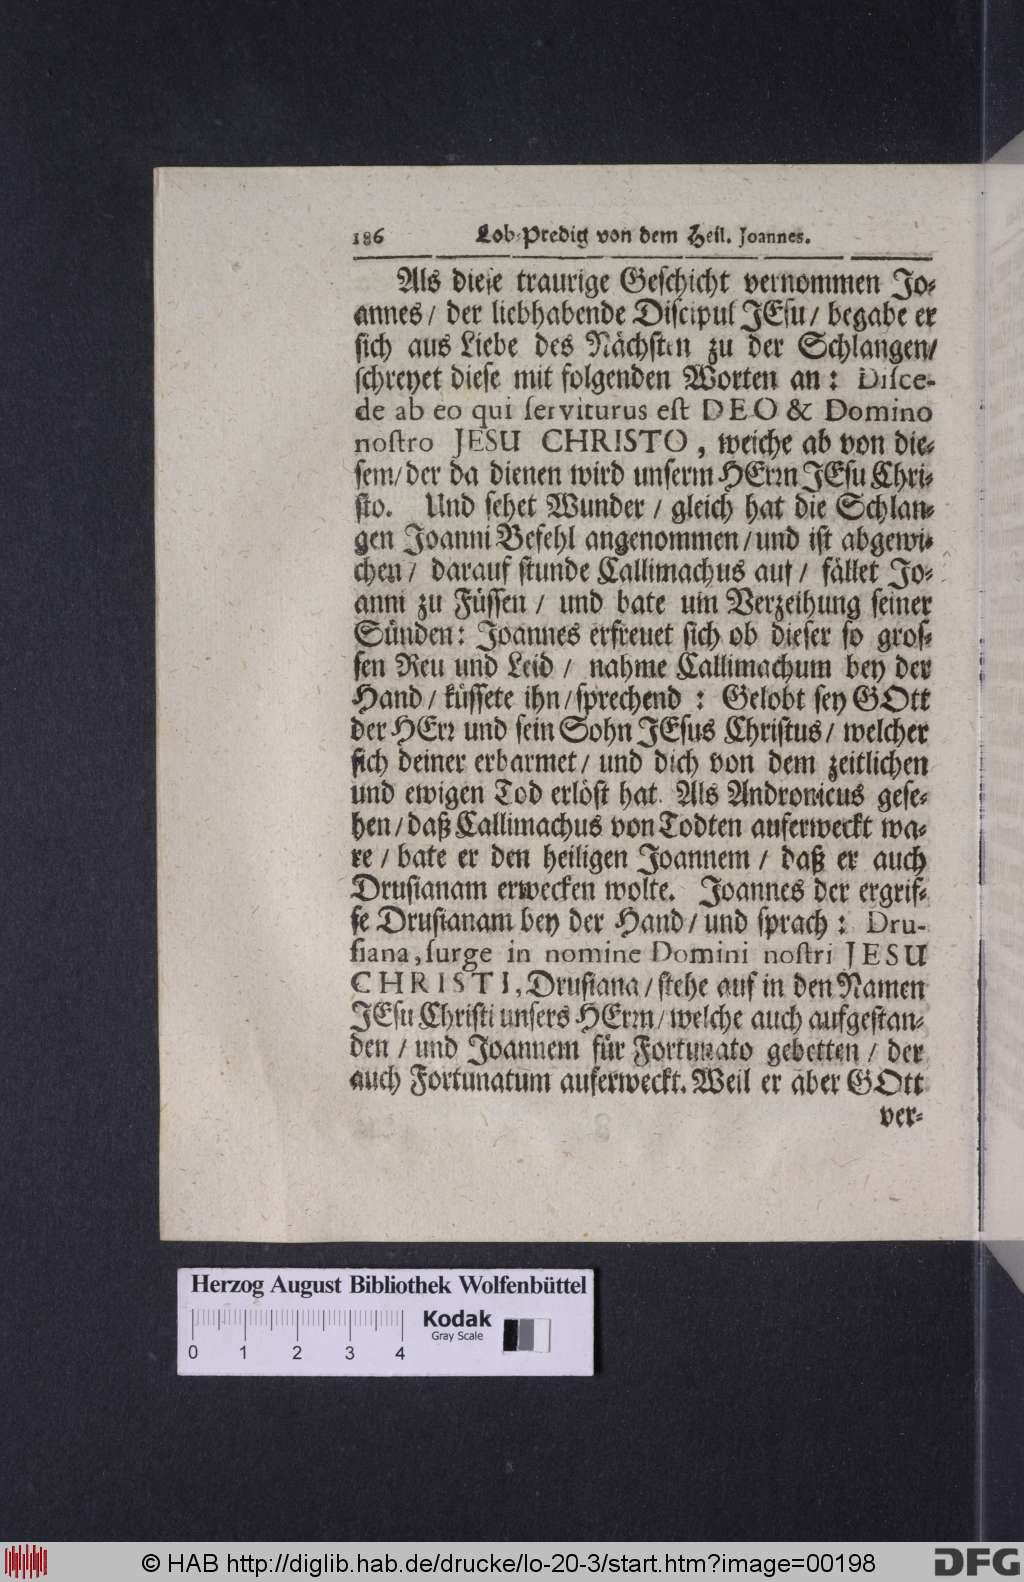 186 Lob-Predig von dem Heil. Joannes.
Als diese traurige Geschicht vernommen Jo-
annes / der liebhabende Discipul JEsu / begabe er
sich aus Liebe des Nächsten zu der Schlangen /
schreyet diese mit folgenden Worten an: Disce-
de ab eo qui serviturus est DEO & Domino
nostro JESU CHRISTO, weiche ab von die-
sem / der da dienen wird unserm HErrn JEsu Chri-
sto. Und sehet Wunder / gleich hat die Schlan-
gen Joanni Befehl angenommen / und ist abgewi-
chen / darauf stunde Callimachus auf / fället Jo-
anni zu Füssen / und bate um Verzeihung seiner
Sünden: Joannes erfreuet sich ob dieser so gros-
sen Reu und Leid / nahme Callimachum bey der
Hand / küssete ihn / sprechend: Gelobt sey GOtt
der HErr und sein Sohn JEsus Christus / welcher
sich deiner erbarmet / und dich von dem zeitlichen
und ewigen Tod erlöst hat. Als Andronicus gese-
hen / daß Callimachus von Todten auferweckt wa-
re / bate er den heiligen Joannem / daß er auch
Drusianam erwecken wolte. Joannes der ergrif-
fe Drusianam bey der Hand / und sprach: Dru-
siana, surge in nomine Domini nostri JESU
CHRISTI, Drusiana / stehe auf in den Namen
JEsu Christi unsers HErrn / welche auch aufgestan-
den / und Joannem für Fortunato gebetten / der
auch Fortunatum auferweckt. Weil er aber GOtt
ver-
Herzog August Bibliothek Wolfenbüttel
Kodak
Gray Scale
0 1 2 3 4
© HAB http://diglib.hab.de/drucke/lo-20-3/start.htm?image=00198
DFG